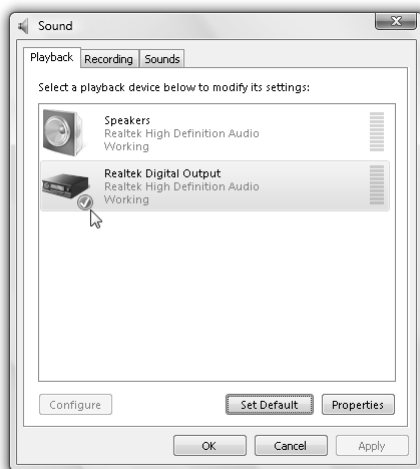 Sound
Playback
Recording
Sounds
Select a playback device below to modify its settings:
Speakers
Realtek High Definition Audio
Working
Realtek Digital Output
Realtek High Definition Audio
Working
Configure
Set Default
Properties
OK
Cancel
Apply